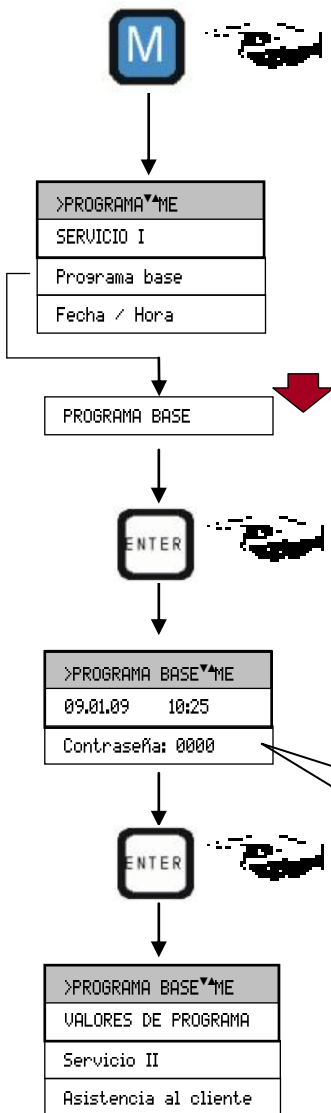 M
>PROGRAMA▼▲ME
SERVICIO I
Programa base
Fecha / Hora
PROGRAMA BASE
ENTER
>PROGRAMA BASE▼▲ME
09.01.09 10:25
Contraseña: 0000
ENTER
>PROGRAMA BASE▼▲ME
VALORES DE PROGRAMA
Servicio II
Asistencia al cliente